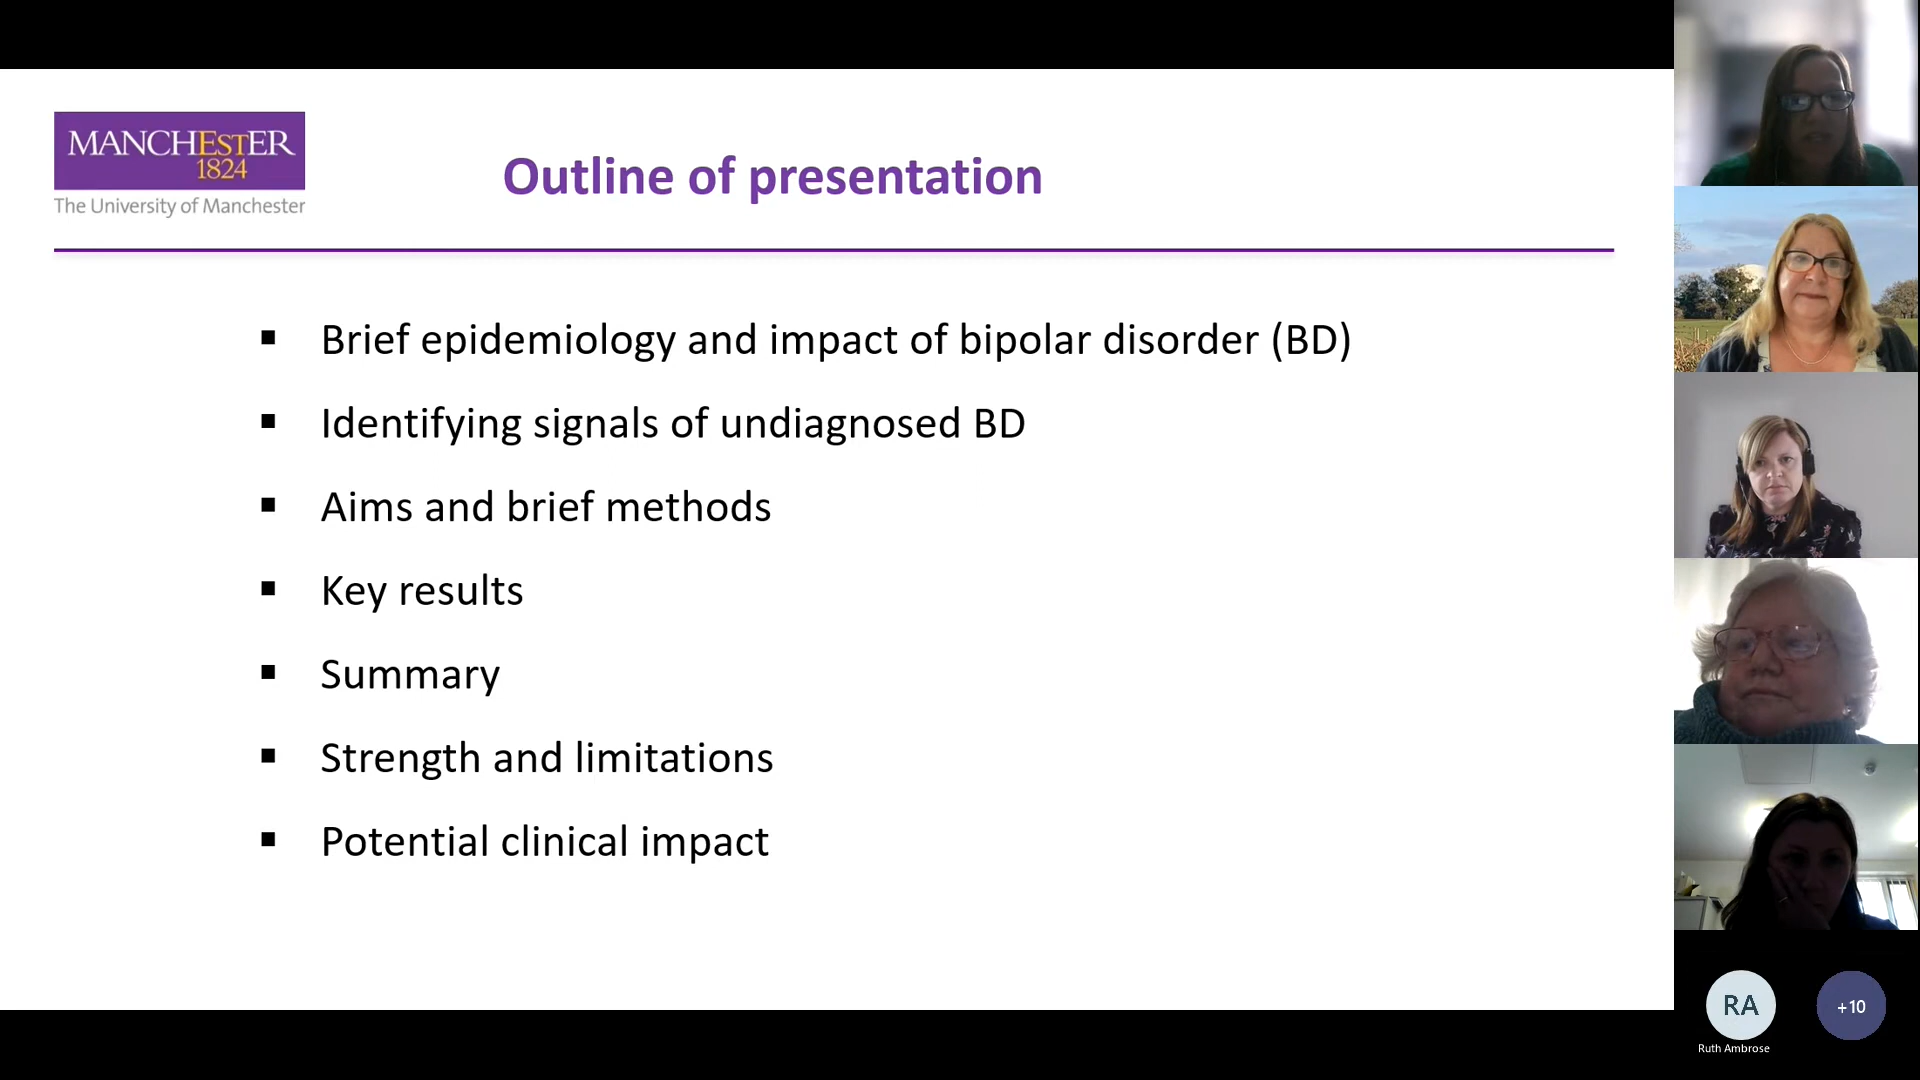 MANCHESTER
1824
The University of Manchester
Outline of presentation
▪ Brief epidemiology and impact of bipolar disorder (BD)
▪ Identifying signals of undiagnosed BD
▪ Aims and brief methods
▪ Key results
▪ Summary
▪ Strength and limitations
▪ Potential clinical impact
RA
+10
Ruth Ambrose